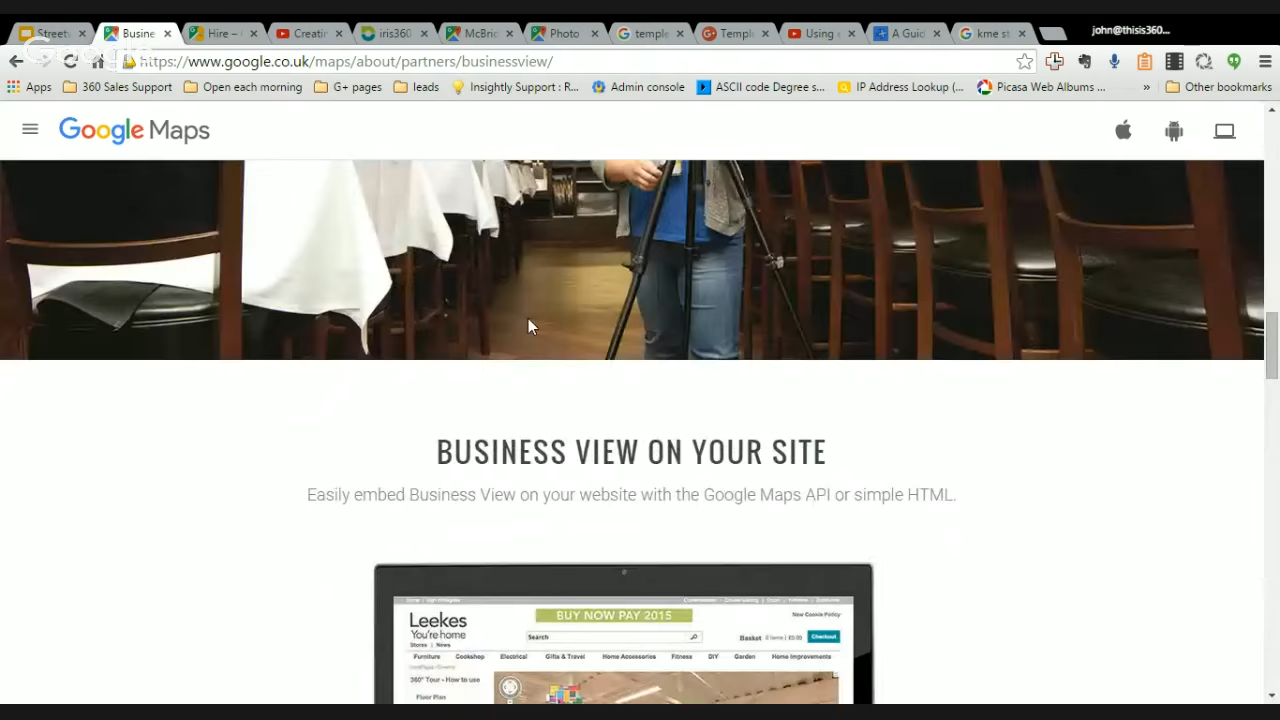 Streetv
Busine
Hire –
Creatin
iris360
McBric
Photo
temple
Temple
Using g
A Guid
kme st
john@thisis360...
Google
https://www.google.co.uk/maps/about/partners/businessview/
Apps
360 Sales Support
Open each morning
G+ pages
leads
Insightly Support : R...
Admin console
ASCII code Degree s...
IP Address Lookup (...
Picasa Web Albums ...
»
Other bookmarks
Google Maps
BUSINESS VIEW ON YOUR SITE
Easily embed Business View on your website with the Google Maps API or simple HTML.
Leekes
You're home
Stores | News
BUY NOW PAY 2015
New Cookie Policy
Search
Basket 0 items | £0.00 Checkout
Furniture Cookshop Electrical Gifts & Travel Home Accessories Fitness DIY Garden Home Improvements
360° Tour - How to use
Floor Plan